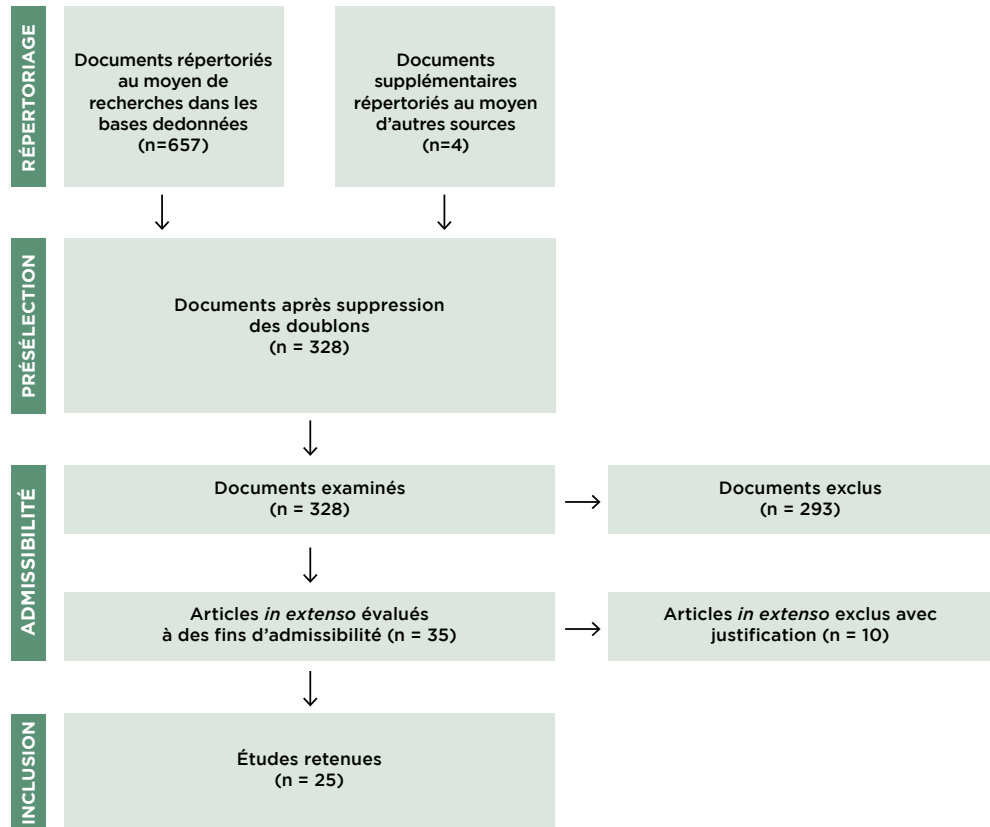 RÉPERTORIAGE
Documents répertoriés
au moyen de
recherches dans les
bases dedonnées
(n=657)
Documents
supplémentaires
répertoriés au moyen
d’autres sources
(n=4)
PRÉSÉLECTION
Documents après suppression
des doublons
(n = 328)
ADMISSIBILITÉ
Documents examinés
(n = 328)
Documents exclus
(n = 293)
Articles in extenso évalués
à des fins d’admissibilité (n = 35)
Articles in extenso exclus avec
justification (n = 10)
INCLUSION
Études retenues
(n = 25)